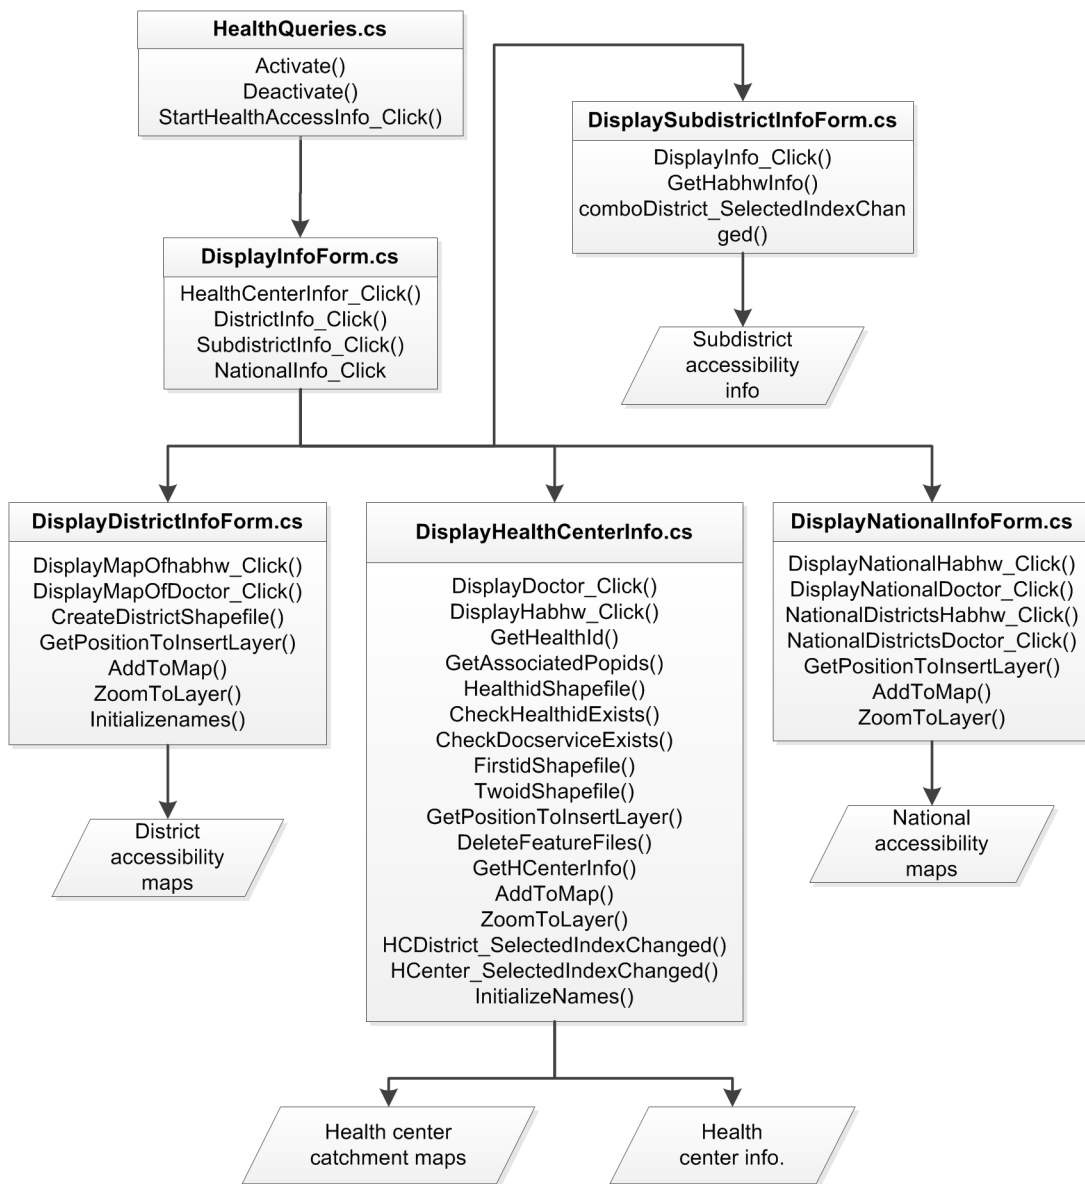 HealthQueries.cs
Activate()
Deactivate()
StartHealthAccessInfo_Click()
DisplaySubdistrictInfoForm.cs
DisplayInfo_Click()
GetHabhwInfo()
comboDistrict_SelectedIndexChan
ged()
DisplayInfoForm.cs
HealthCenterInfor_Click()
DistrictInfo_Click()
SubdistrictInfo_Click()
NationalInfo_Click
Subdistrict
accessibility
info
DisplayDistrictInfoForm.cs
DisplayMapOfhabhw_Click()
DisplayMapOfDoctor_Click()
CreateDistrictShapefile()
GetPositionToInsertLayer()
AddToMap()
ZoomToLayer()
Initializenames()
DisplayHealthCenterInfo.cs
DisplayDoctor_Click()
DisplayHabhw_Click()
GetHealthId()
GetAssociatedPopids()
HealthidShapefile()
CheckHealthidExists()
CheckDocserviceExists()
FirstidShapefile()
TwoidShapefile()
GetPositionToInsertLayer()
DeleteFeatureFiles()
GetHCenterInfo()
AddToMap()
ZoomToLayer()
HCDistrict_SelectedIndexChanged()
HCenter_SelectedIndexChanged()
InitializeNames()
DisplayNationalInfoForm.cs
DisplayNationalHabhw_Click()
DisplayNationalDoctor_Click()
NationalDistrictsHabhw_Click()
NationalDistrictsDoctor_Click()
GetPositionToInsertLayer()
AddToMap()
ZoomToLayer()
District
accessibility
maps
National
accessibility
maps
Health center
catchment maps
Health
center info.